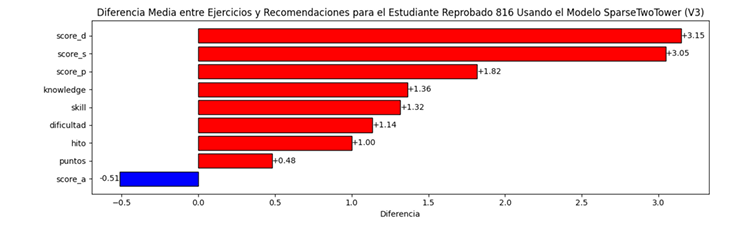 Diferencia Media entre Ejercicios y Recomendaciones para el Estudiante Reprobado 816 Usando el Modelo SparseTwoTower (V3)
score_d +3.15
score_s +3.05
score_p +1.82
knowledge +1.36
skill +1.32
dificultad +1.14
hito +1.00
puntos +0.48
score_a -0.51
−0.5 0.0 0.5 1.0 1.5 2.0 2.5 3.0
Diferencia